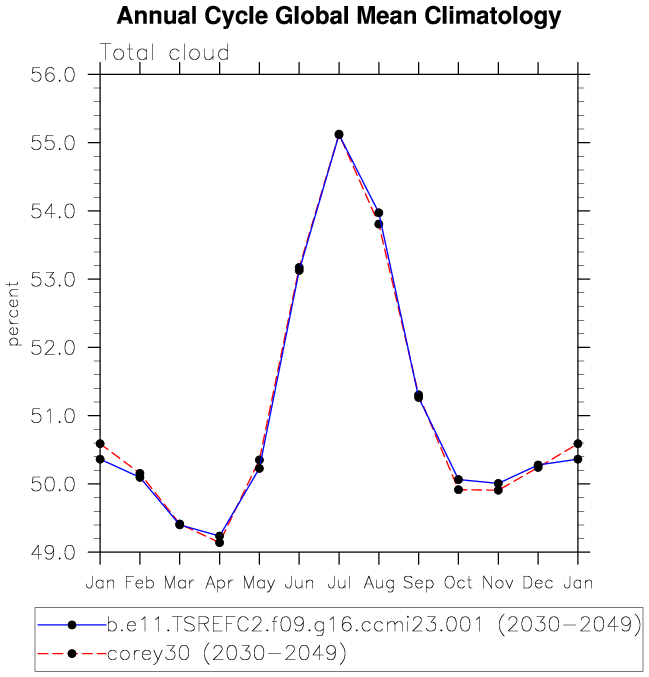 Annual Cycle Global Mean Climatology
Total cloud
56.0
55.0
54.0
53.0
52.0
51.0
50.0
49.0
percent
Jan Feb Mar Apr May Jun Jul Aug Sep Oct Nov Dec Jan
b.e11.TSREFC2.f09.g16.ccmi23.001 (2030-2049)
corey30 (2030-2049)